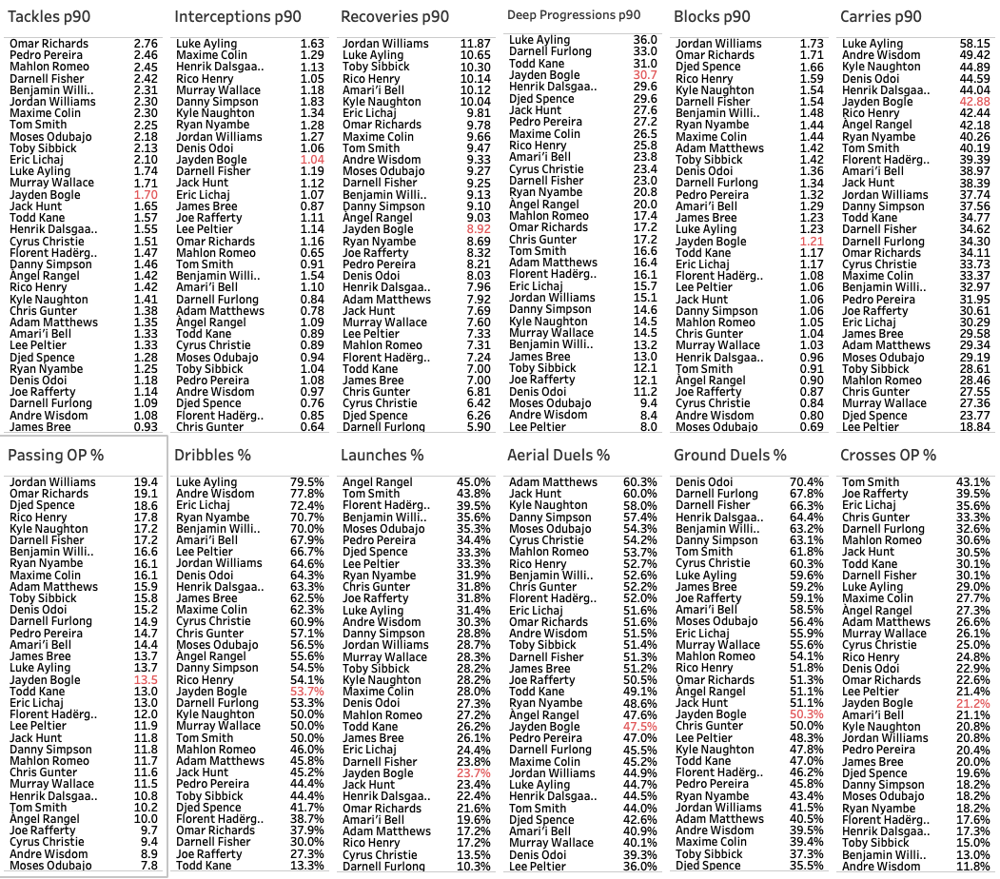 Tackles p90
Omar Richards 2.76
Pedro Pereira 2.46
Mahlon Romeo 2.45
Darnell Fisher 2.42
Benjamin Willi.. 2.31
Jordan Williams 2.30
Maxime Colin 2.30
Tom Smith 2.25
Moses Odubajo 2.18
Toby Sibbick 2.13
Eric Lichaj 2.10
Luke Ayling 1.74
Murray Wallace 1.71
Jayden Bogle 1.70
Jack Hunt 1.65
Todd Kane 1.57
Henrik Dalsgaa.. 1.55
Cyrus Christie 1.51
Florent Hadërg.. 1.47
Danny Simpson 1.46
Àngel Rangel 1.42
Rico Henry 1.42
Kyle Naughton 1.41
Chris Gunter 1.38
Adam Matthews 1.35
Amari'i Bell 1.33
Lee Peltier 1.33
Djed Spence 1.28
Ryan Nyambe 1.25
Denis Odoi 1.18
Joe Rafferty 1.14
Darnell Furlong 1.09
Andre Wisdom 1.08
James Bree 0.93
Interceptions p90
Luke Ayling 1.63
Maxime Colin 1.29
Henrik Dalsgaa.. 1.13
Rico Henry 1.05
Murray Wallace 1.18
Danny Simpson 1.83
Kyle Naughton 1.34
Ryan Nyambe 1.28
Jordan Williams 1.27
Denis Odoi 1.06
Jayden Bogle 1.04
Darnell Fisher 1.19
Jack Hunt 1.12
Eric Lichaj 1.07
James Bree 0.87
Joe Rafferty 1.11
Lee Peltier 1.14
Omar Richards 1.16
Mahlon Romeo 0.65
Tom Smith 0.91
Benjamin Willi.. 1.54
Amari'i Bell 1.10
Darnell Furlong 0.84
Adam Matthews 0.78
Àngel Rangel 1.09
Todd Kane 0.89
Cyrus Christie 0.89
Moses Odubajo 0.94
Toby Sibbick 1.04
Pedro Pereira 1.08
Andre Wisdom 0.97
Djed Spence 0.76
Florent Hadërg.. 0.85
Chris Gunter 0.64
Recoveries p90
Jordan Williams 11.87
Luke Ayling 10.65
Toby Sibbick 10.30
Rico Henry 10.14
Amari'i Bell 10.12
Kyle Naughton 10.04
Eric Lichaj 9.81
Omar Richards 9.78
Maxime Colin 9.66
Tom Smith 9.47
Andre Wisdom 9.33
Moses Odubajo 9.27
Darnell Fisher 9.25
Benjamin Willi.. 9.13
Danny Simpson 9.10
Àngel Rangel 9.03
Jayden Bogle 8.92
Ryan Nyambe 8.69
Joe Rafferty 8.32
Pedro Pereira 8.21
Denis Odoi 8.03
Henrik Dalsgaa.. 7.96
Adam Matthews 7.92
Jack Hunt 7.69
Murray Wallace 7.60
Lee Peltier 7.33
Mahlon Romeo 7.31
Florent Hadërg.. 7.24
Todd Kane 7.00
James Bree 7.00
Chris Gunter 6.81
Cyrus Christie 6.42
Djed Spence 6.26
Darnell Furlong 5.90
Deep Progressions p90
Luke Ayling 36.0
Darnell Furlong 33.0
Todd Kane 31.0
Jayden Bogle 30.7
Henrik Dalsgaa.. 29.6
Djed Spence 29.6
Jack Hunt 27.6
Pedro Pereira 27.2
Maxime Colin 26.5
Rico Henry 25.8
Amari'i Bell 23.8
Cyrus Christie 23.4
Darnell Fisher 23.0
Ryan Nyambe 20.8
Àngel Rangel 20.0
Mahlon Romeo 17.4
Omar Richards 17.2
Chris Gunter 17.2
Tom Smith 16.6
Adam Matthews 16.4
Florent Hadërg.. 16.1
Eric Lichaj 15.7
Jordan Williams 15.1
Danny Simpson 14.6
Kyle Naughton 14.5
Murray Wallace 14.5
Benjamin Willi.. 13.2
James Bree 13.0
Toby Sibbick 12.1
Joe Rafferty 12.1
Denis Odoi 11.2
Moses Odubajo 9.4
Andre Wisdom 8.4
Lee Peltier 8.0
Blocks p90
Jordan Williams 1.73
Omar Richards 1.71
Djed Spence 1.66
Rico Henry 1.59
Kyle Naughton 1.54
Darnell Fisher 1.54
Benjamin Willi.. 1.48
Ryan Nyambe 1.44
Maxime Colin 1.44
Adam Matthews 1.42
Toby Sibbick 1.42
Denis Odoi 1.36
Darnell Furlong 1.34
Pedro Pereira 1.32
Amari'i Bell 1.29
James Bree 1.23
Luke Ayling 1.23
Jayden Bogle 1.21
Todd Kane 1.17
Eric Lichaj 1.17
Florent Hadërg.. 1.08
Lee Peltier 1.06
Jack Hunt 1.06
Danny Simpson 1.06
Mahlon Romeo 1.05
Chris Gunter 1.04
Murray Wallace 1.03
Henrik Dalsgaa.. 0.96
Tom Smith 0.91
Àngel Rangel 0.90
Joe Rafferty 0.87
Cyrus Christie 0.84
Andre Wisdom 0.80
Moses Odubajo 0.69
Carries p90
Luke Ayling 58.15
Andre Wisdom 49.42
Kyle Naughton 44.89
Denis Odoi 44.59
Henrik Dalsgaa.. 44.04
Jayden Bogle 42.88
Rico Henry 42.44
Àngel Rangel 42.18
Ryan Nyambe 40.26
Tom Smith 40.19
Florent Hadërg.. 39.39
Amari'i Bell 38.97
Jack Hunt 38.39
Jordan Williams 37.74
Danny Simpson 37.56
Todd Kane 34.77
Darnell Fisher 34.62
Darnell Furlong 34.30
Omar Richards 34.11
Cyrus Christie 33.73
Maxime Colin 33.37
Benjamin Willi.. 32.97
Pedro Pereira 31.95
Joe Rafferty 30.61
Eric Lichaj 30.29
James Bree 29.58
Adam Matthews 29.34
Moses Odubajo 29.19
Toby Sibbick 28.61
Mahlon Romeo 28.46
Chris Gunter 27.55
Murray Wallace 27.36
Djed Spence 23.77
Lee Peltier 18.84
Passing OP %
Jordan Williams 19.4
Omar Richards 19.1
Djed Spence 18.6
Rico Henry 17.8
Kyle Naughton 17.2
Darnell Fisher 17.2
Benjamin Willi.. 16.6
Ryan Nyambe 16.1
Maxime Colin 16.1
Adam Matthews 15.9
Toby Sibbick 15.8
Denis Odoi 15.2
Darnell Furlong 14.9
Pedro Pereira 14.7
Amari'i Bell 14.4
James Bree 13.7
Luke Ayling 13.7
Jayden Bogle 13.5
Todd Kane 13.0
Eric Lichaj 13.0
Florent Hadërg.. 12.0
Lee Peltier 11.9
Jack Hunt 11.8
Danny Simpson 11.8
Mahlon Romeo 11.7
Chris Gunter 11.6
Murray Wallace 11.5
Henrik Dalsgaa.. 10.8
Tom Smith 10.2
Àngel Rangel 10.0
Joe Rafferty 9.7
Cyrus Christie 9.4
Andre Wisdom 8.9
Moses Odubajo 7.8
Dribbles %
Luke Ayling 79.5%
Andre Wisdom 77.8%
Eric Lichaj 72.4%
Ryan Nyambe 70.7%
Benjamin Willi.. 70.0%
Amari'i Bell 67.9%
Lee Peltier 66.7%
Jordan Williams 64.6%
Denis Odoi 64.3%
Henrik Dalsgaa.. 63.3%
James Bree 62.5%
Maxime Colin 62.3%
Cyrus Christie 60.9%
Chris Gunter 57.1%
Moses Odubajo 56.5%
Àngel Rangel 55.6%
Danny Simpson 54.5%
Rico Henry 54.1%
Jayden Bogle 53.7%
Darnell Furlong 53.3%
Kyle Naughton 50.0%
Murray Wallace 50.0%
Tom Smith 50.0%
Mahlon Romeo 46.0%
Adam Matthews 45.8%
Jack Hunt 45.2%
Pedro Pereira 44.4%
Toby Sibbick 44.4%
Djed Spence 41.7%
Florent Hadërg.. 38.7%
Omar Richards 37.9%
Darnell Fisher 30.0%
Joe Rafferty 27.3%
Todd Kane 13.3%
Launches %
Àngel Rangel 45.0%
Tom Smith 43.8%
Florent Hadërg.. 39.5%
Benjamin Willi.. 35.6%
Moses Odubajo 35.3%
Pedro Pereira 34.4%
Djed Spence 33.3%
Lee Peltier 33.3%
Ryan Nyambe 31.9%
Chris Gunter 31.8%
Joe Rafferty 31.8%
Luke Ayling 31.4%
Andre Wisdom 30.3%
Danny Simpson 28.8%
Jordan Williams 28.7%
Murray Wallace 28.3%
Toby Sibbick 28.2%
Kyle Naughton 28.2%
Maxime Colin 28.0%
Denis Odoi 27.3%
Mahlon Romeo 27.2%
Todd Kane 26.2%
James Bree 26.1%
Eric Lichaj 24.4%
Darnell Fisher 23.8%
Jayden Bogle 23.7%
Jack Hunt 23.4%
Henrik Dalsgaa.. 22.4%
Omar Richards 21.6%
Amari'i Bell 19.6%
Adam Matthews 17.2%
Rico Henry 17.2%
Cyrus Christie 13.5%
Darnell Furlong 10.3%
Aerial Duels %
Adam Matthews 60.3%
Jack Hunt 60.0%
Kyle Naughton 58.0%
Danny Simpson 57.4%
Moses Odubajo 54.3%
Cyrus Christie 54.2%
Mahlon Romeo 53.7%
Rico Henry 52.7%
Benjamin Willi.. 52.6%
Chris Gunter 52.2%
Florent Hadërg.. 52.0%
Eric Lichaj 51.6%
Omar Richards 51.6%
Andre Wisdom 51.5%
Toby Sibbick 51.4%
Darnell Fisher 51.3%
James Bree 51.2%
Joe Rafferty 50.5%
Todd Kane 49.1%
Ryan Nyambe 48.6%
Àngel Rangel 47.6%
Jayden Bogle 47.5%
Pedro Pereira 47.0%
Darnell Furlong 45.5%
Maxime Colin 45.2%
Jordan Williams 44.9%
Luke Ayling 44.7%
Henrik Dalsgaa.. 44.5%
Tom Smith 44.0%
Djed Spence 42.6%
Amari'i Bell 40.9%
Murray Wallace 40.1%
Denis Odoi 39.3%
Lee Peltier 36.0%
Ground Duels %
Denis Odoi 70.4%
Darnell Furlong 67.8%
Darnell Fisher 66.3%
Henrik Dalsgaa.. 64.4%
Benjamin Willi.. 63.2%
Danny Simpson 63.1%
Tom Smith 61.8%
Cyrus Christie 60.3%
Luke Ayling 59.6%
James Bree 59.2%
Joe Rafferty 59.1%
Amari'i Bell 58.5%
Moses Odubajo 56.4%
Eric Lichaj 55.9%
Murray Wallace 55.6%
Mahlon Romeo 54.1%
Rico Henry 51.8%
Omar Richards 51.3%
Àngel Rangel 51.1%
Jack Hunt 51.1%
Jayden Bogle 50.3%
Chris Gunter 50.0%
Lee Peltier 48.3%
Kyle Naughton 47.8%
Todd Kane 47.0%
Florent Hadërg.. 46.2%
Pedro Pereira 45.8%
Ryan Nyambe 43.4%
Jordan Williams 41.5%
Adam Matthews 40.5%
Andre Wisdom 39.5%
Maxime Colin 39.4%
Toby Sibbick 37.3%
Djed Spence 35.5%
Crosses OP %
Tom Smith 43.1%
Joe Rafferty 39.5%
Eric Lichaj 35.6%
Chris Gunter 33.3%
Darnell Furlong 32.6%
Mahlon Romeo 30.6%
Jack Hunt 30.5%
Todd Kane 30.1%
Darnell Fisher 30.1%
Luke Ayling 29.0%
Maxime Colin 27.7%
Àngel Rangel 27.3%
Adam Matthews 26.6%
Murray Wallace 26.1%
Cyrus Christie 25.0%
Rico Henry 24.8%
Denis Odoi 22.9%
Omar Richards 22.6%
Lee Peltier 21.4%
Jayden Bogle 21.2%
Amari'i Bell 21.1%
Kyle Naughton 20.8%
Jordan Williams 20.8%
Pedro Pereira 20.4%
James Bree 20.0%
Djed Spence 19.6%
Danny Simpson 18.2%
Moses Odubajo 18.2%
Ryan Nyambe 18.2%
Florent Hadërg.. 17.6%
Henrik Dalsgaa.. 17.3%
Toby Sibbick 15.0%
Benjamin Willi.. 13.0%
Andre Wisdom 11.8%